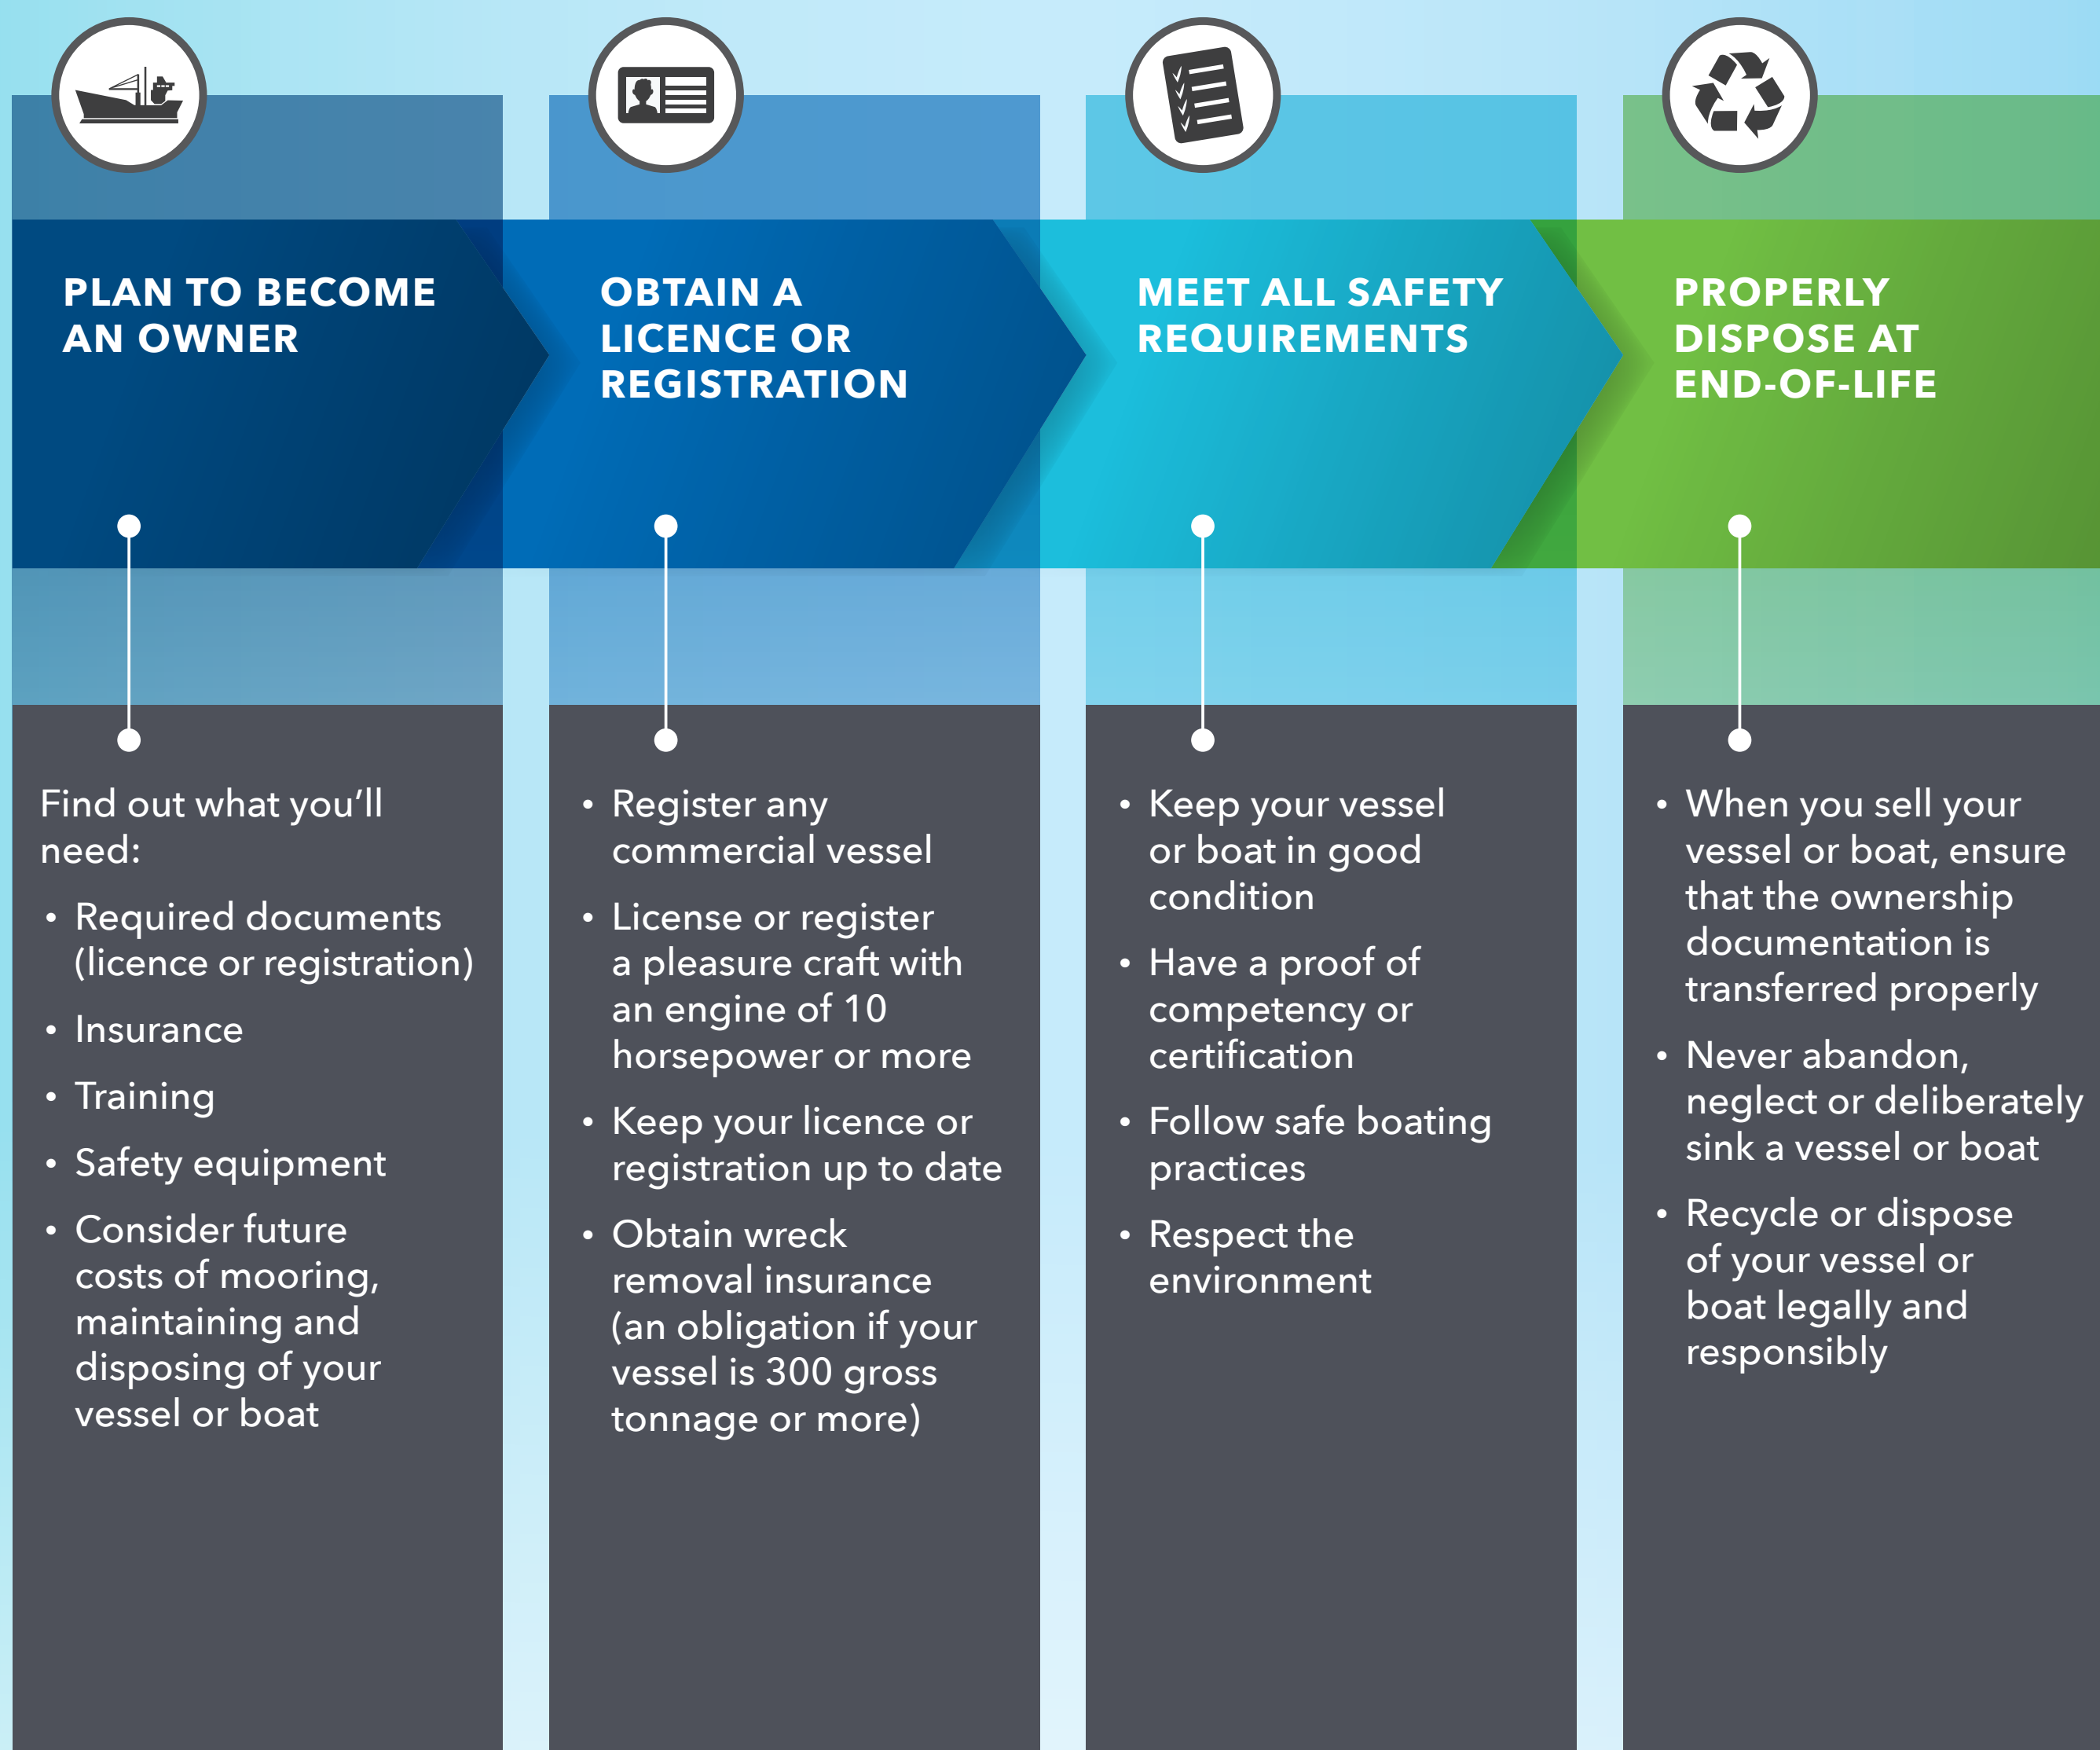 PLAN TO BECOME
AN OWNER
Find out what you’ll
need:
• Required documents
(licence or registration)
• Insurance
• Training
• Safety equipment
• Consider future
costs of mooring,
maintaining and
disposing of your
vessel or boat
OBTAIN A
LICENCE OR
REGISTRATION
• Register any
commercial vessel
• License or register
a pleasure craft with
an engine of 10
horsepower or more
• Keep your licence or
registration up to date
• Obtain wreck
removal insurance
(an obligation if your
vessel is 300 gross
tonnage or more)
MEET ALL SAFETY
REQUIREMENTS
• Keep your vessel
or boat in good
condition
• Have a proof of
competency or
certification
• Follow safe boating
practices
• Respect the
environment
PROPERLY
DISPOSE AT
END-OF-LIFE
• When you sell your
vessel or boat, ensure
that the ownership
documentation is
transferred properly
• Never abandon,
neglect or deliberately
sink a vessel or boat
• Recycle or dispose
of your vessel or
boat legally and
responsibly